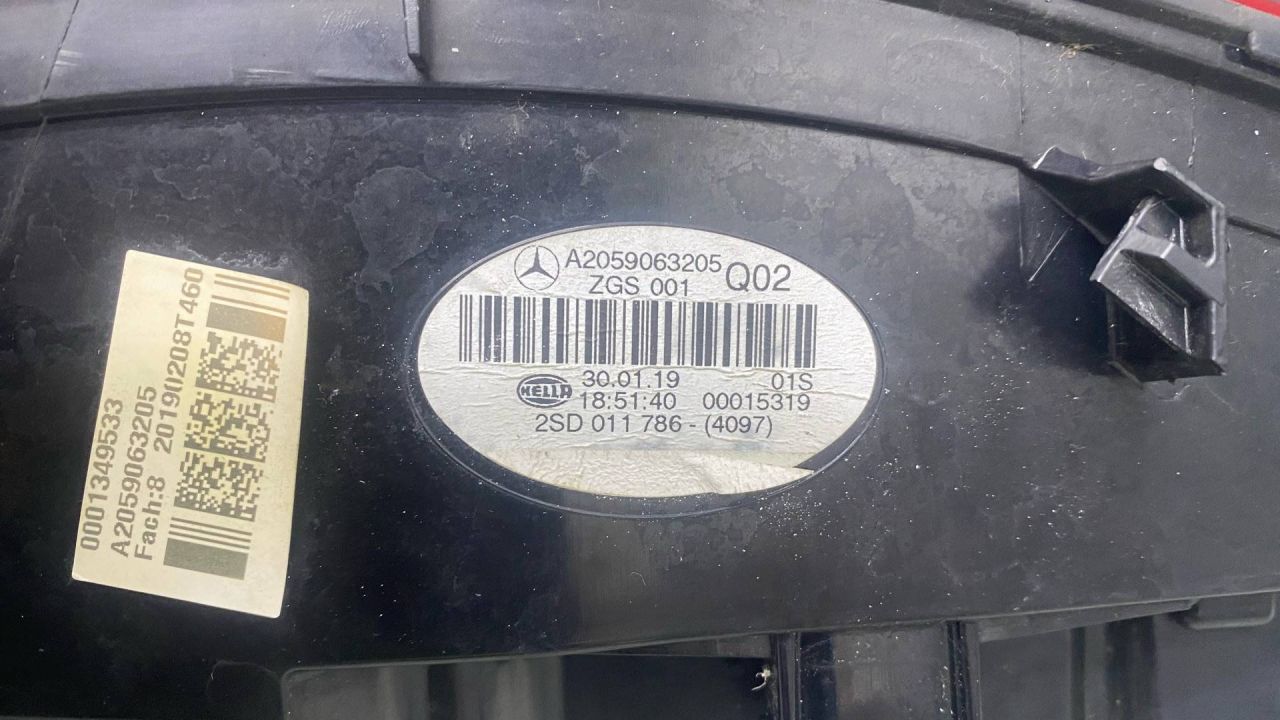 0001349533
A2059063205
Fach:8 20190208T460
A2059063205 Q02
ZGS 001
HELLA 30.01.19 01S
18:51:40 00015319
2SD 011 786 - (4097)